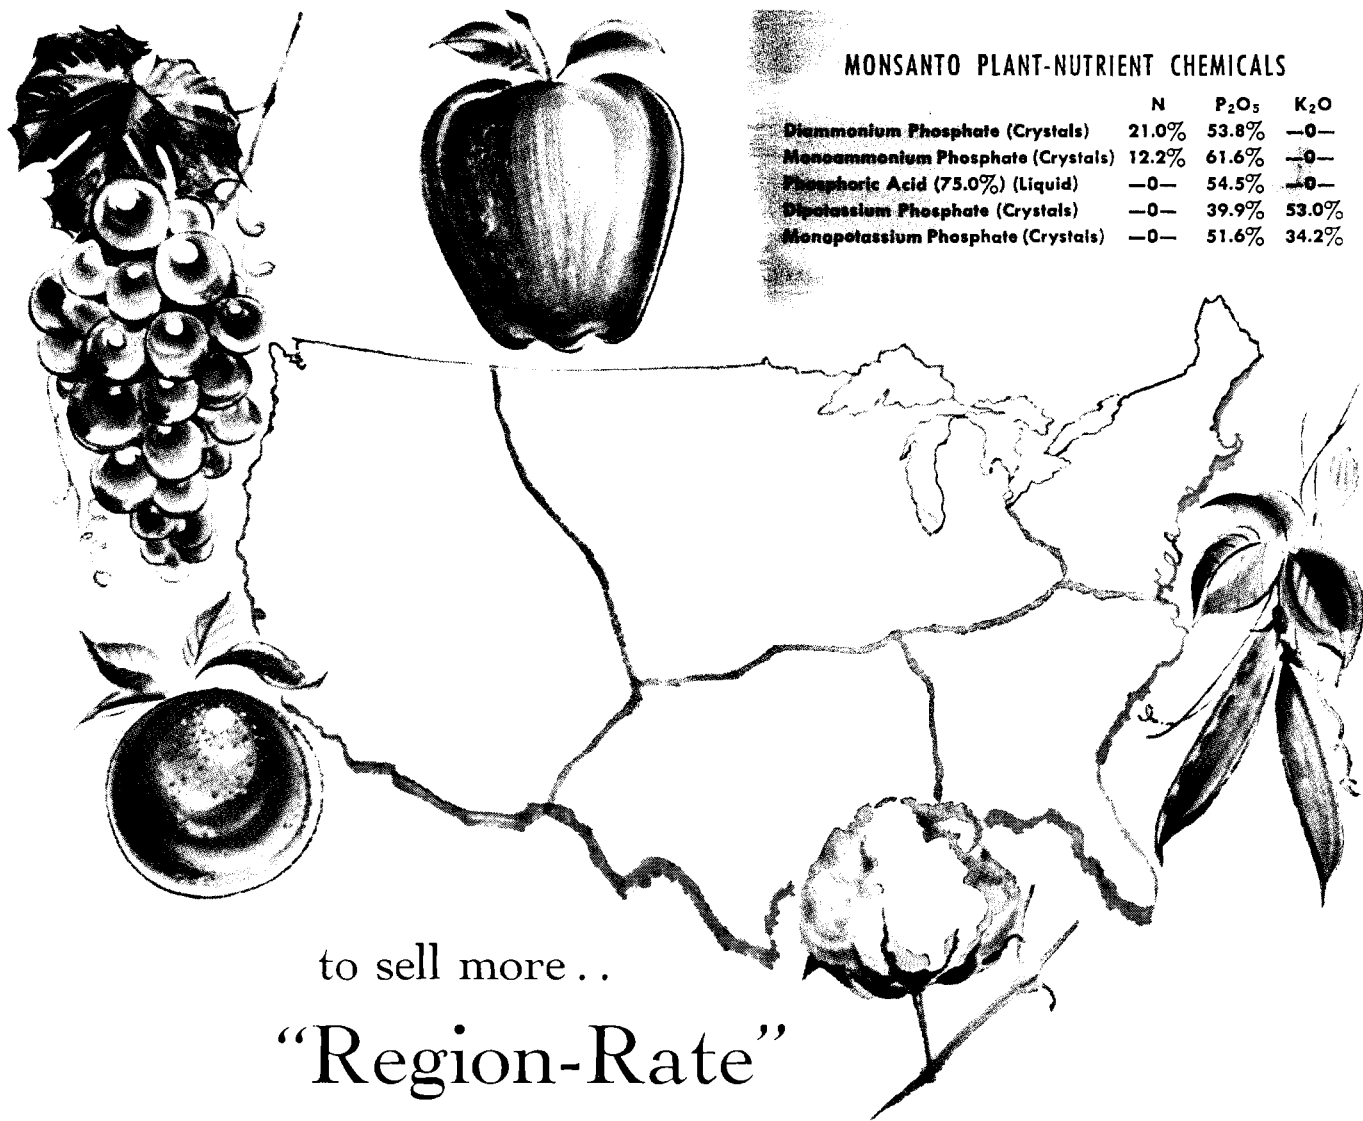 MONSANTO PLANT-NUTRIENT CHEMICALS
N P₂O₅ K₂O
Diammonium Phosphate (Crystals) 21.0% 53.8% —0—
Monoammonium Phosphate (Crystals) 12.2% 61.6% —0—
Phosphoric Acid (75.0%) (Liquid) —0— 54.5% —0—
Dipotassium Phosphate (Crystals) —0— 39.9% 53.0%
Monopotassium Phosphate (Crystals) —0— 51.6% 34.2%
to sell more . .
“Region-Rate”